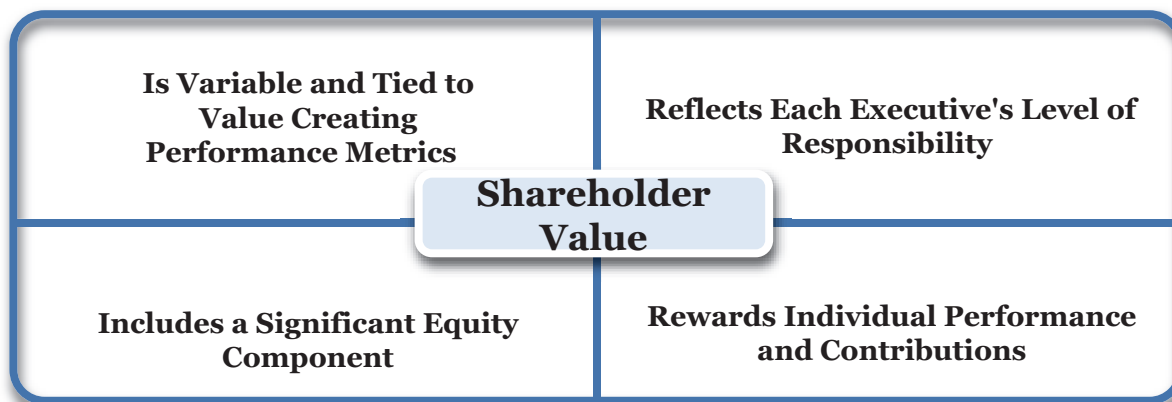 Is Variable and Tied to
Value Creating
Performance Metrics
Reflects Each Executive's Level of
Responsibility
Shareholder
Value
Includes a Significant Equity
Component
Rewards Individual Performance
and Contributions